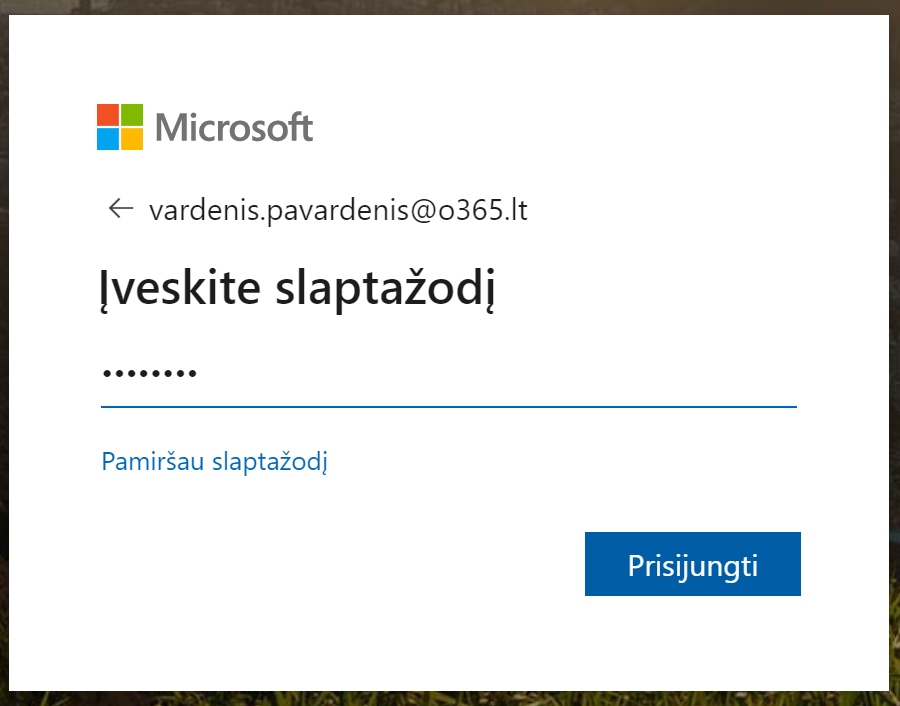 Microsoft
← vardenis.pavardenis@o365.lt
Įveskite slaptažodį
••••••••
Pamiršau slaptažodį
Prisijungti